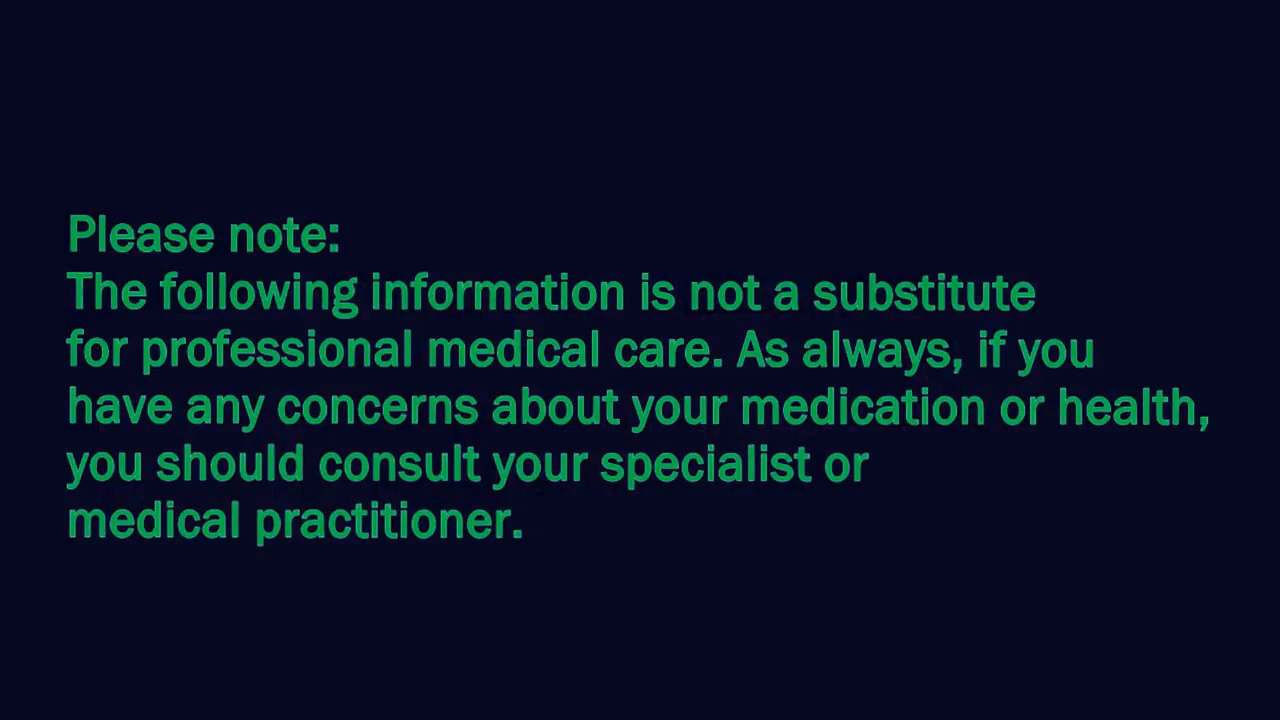 Please note:
The following information is not a substitute
for professional medical care. As always, if you
have any concerns about your medication or health,
you should consult your specialist or
medical practitioner.